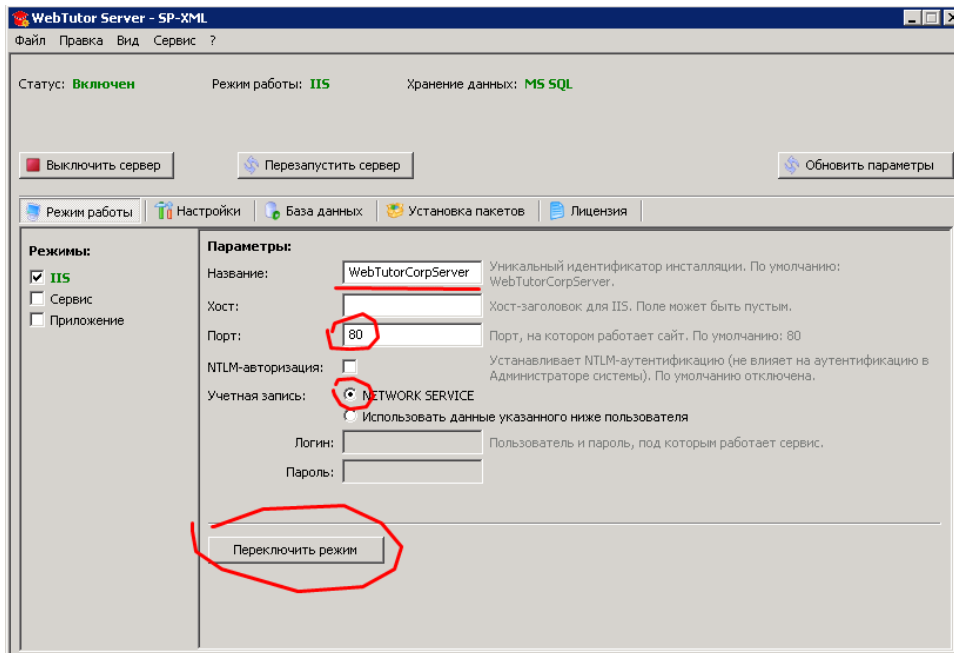 WebTutor Server - SP-XML
Файл Правка Вид Сервис ?
Статус: Включен Режим работы: IIS Хранение данных: MS SQL
Выключить сервер Перезапустить сервер Обновить параметры
Режим работы Настройки База данных Установка пакетов Лицензия
Режимы:
IIS
Сервис
Приложение
Параметры:
Название: WebTutorCorpServer Уникальный идентификатор инсталляции. По умолчанию:
WebTutorCorpServer.
Хост: Хост-заголовок для IIS. Поле может быть пустым.
Порт: 80 Порт, на котором работает сайт. По умолчанию: 80
NTLM-авторизация: Устанавливает NTLM-аутентификацию (не влияет на аутентификацию в
Администраторе системы). По умолчанию отключена.
Учетная запись: NETWORK SERVICE
Использовать данные указанного ниже пользователя
Логин: Пользователь и пароль, под которым работает сервис.
Пароль:
Переключить режим